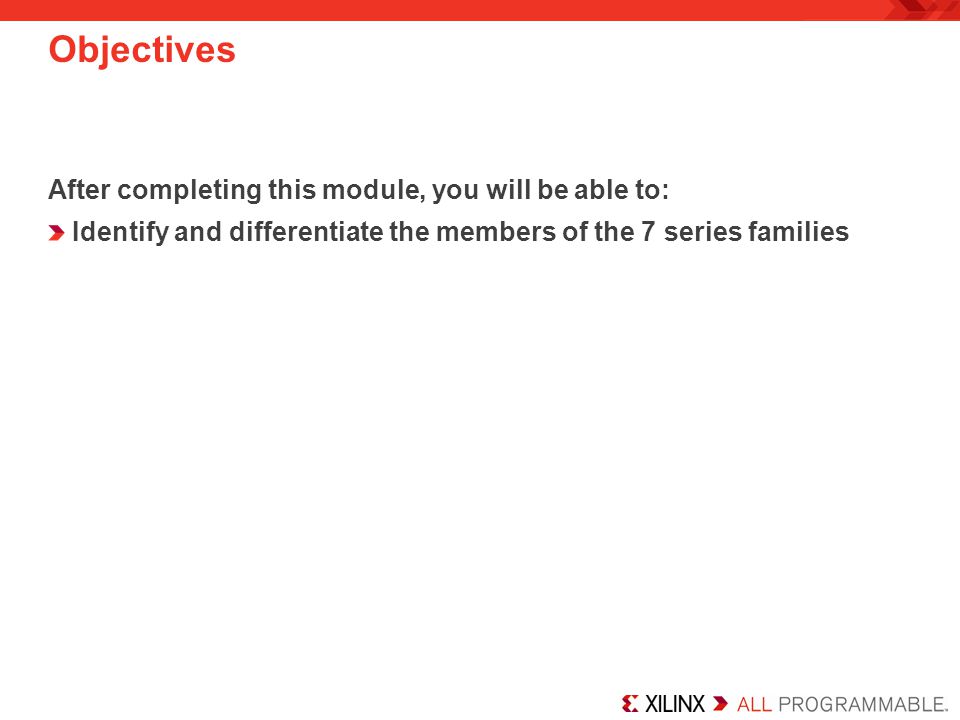 Objectives
After completing this module, you will be able to:
Identify and differentiate the members of the 7 series families
XILINX ALL PROGRAMMABLE™